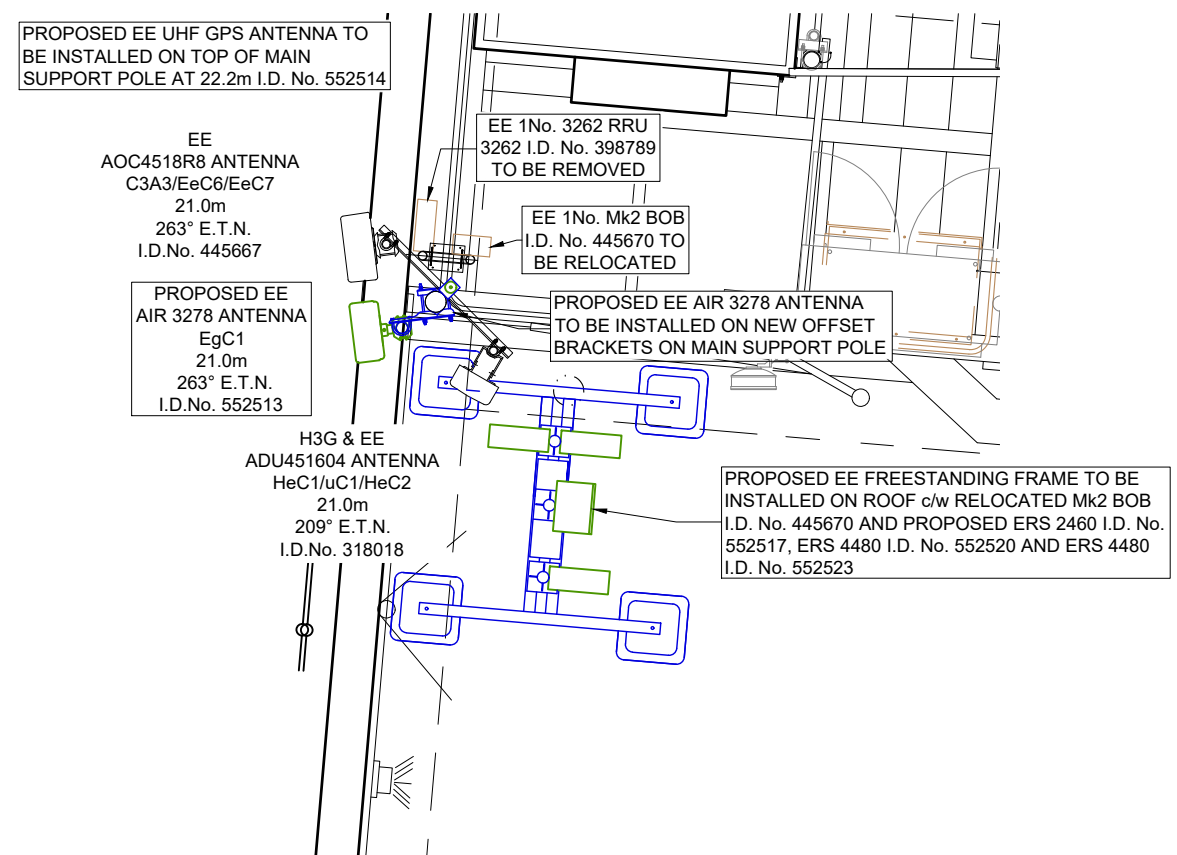 PROPOSED EE UHF GPS ANTENNA TO
BE INSTALLED ON TOP OF MAIN
SUPPORT POLE AT 22.2m I.D. No. 552514
EE
AOC4518R8 ANTENNA
C3A3/EeC6/EeC7
21.0m
263° E.T.N.
I.D.No. 445667
EE 1No. 3262 RRU
3262 I.D. No. 398789
TO BE REMOVED
EE 1No. Mk2 BOB
I.D. No. 445670 TO
BE RELOCATED
PROPOSED EE
AIR 3278 ANTENNA
EgC1
21.0m
263° E.T.N.
I.D.No. 552513
PROPOSED EE AIR 3278 ANTENNA
TO BE INSTALLED ON NEW OFFSET
BRACKETS ON MAIN SUPPORT POLE
H3G & EE
ADU451604 ANTENNA
HeC1/uC1/HeC2
21.0m
209° E.T.N.
I.D.No. 318018
PROPOSED EE FREESTANDING FRAME TO BE
INSTALLED ON ROOF c/w RELOCATED Mk2 BOB
I.D. No. 445670 AND PROPOSED ERS 2460 I.D. No.
552517, ERS 4480 I.D. No. 552520 AND ERS 4480
I.D. No. 552523